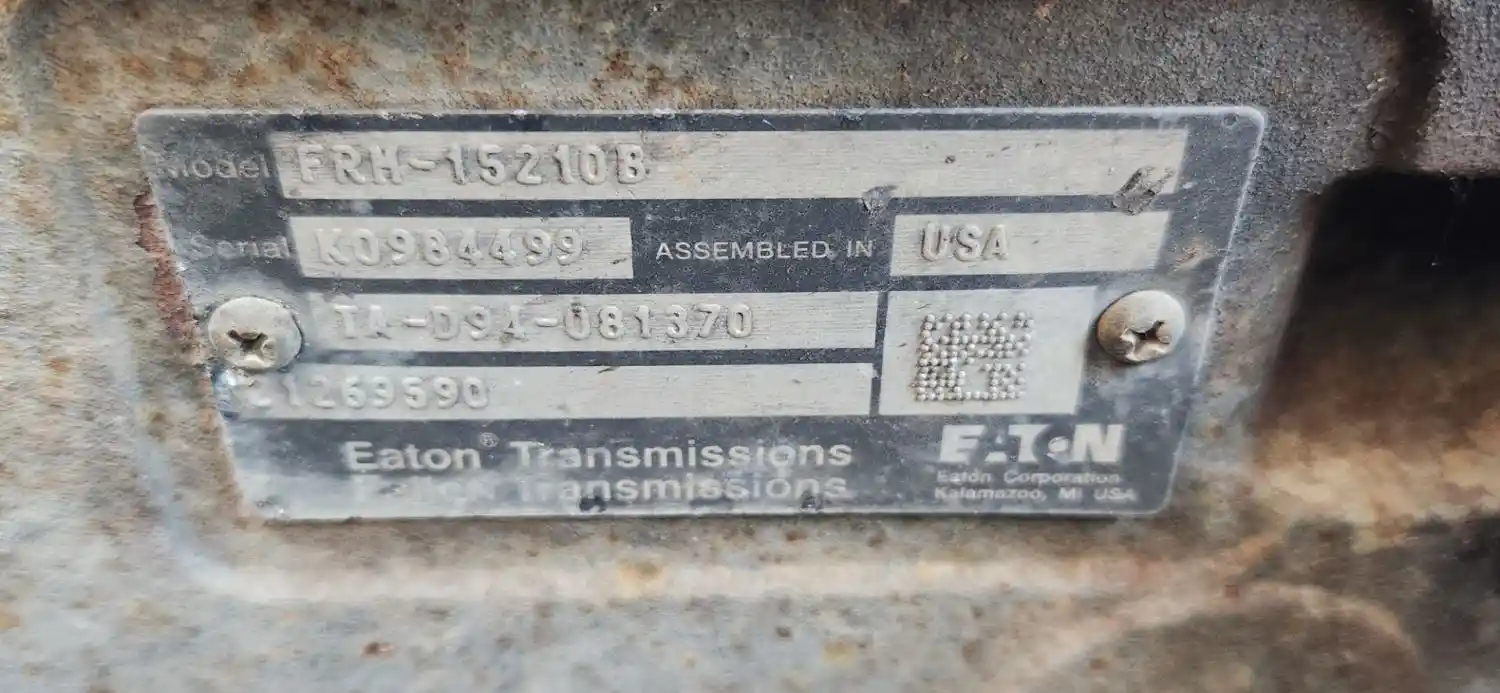 Model FRH-15210B
Serial K0984499 ASSEMBLED IN USA
TA-D9A-081370
21269590
Eaton® Transmissions
Fuller Transmissions
EATON
Eaton Corporation
Kalamazoo, MI USA